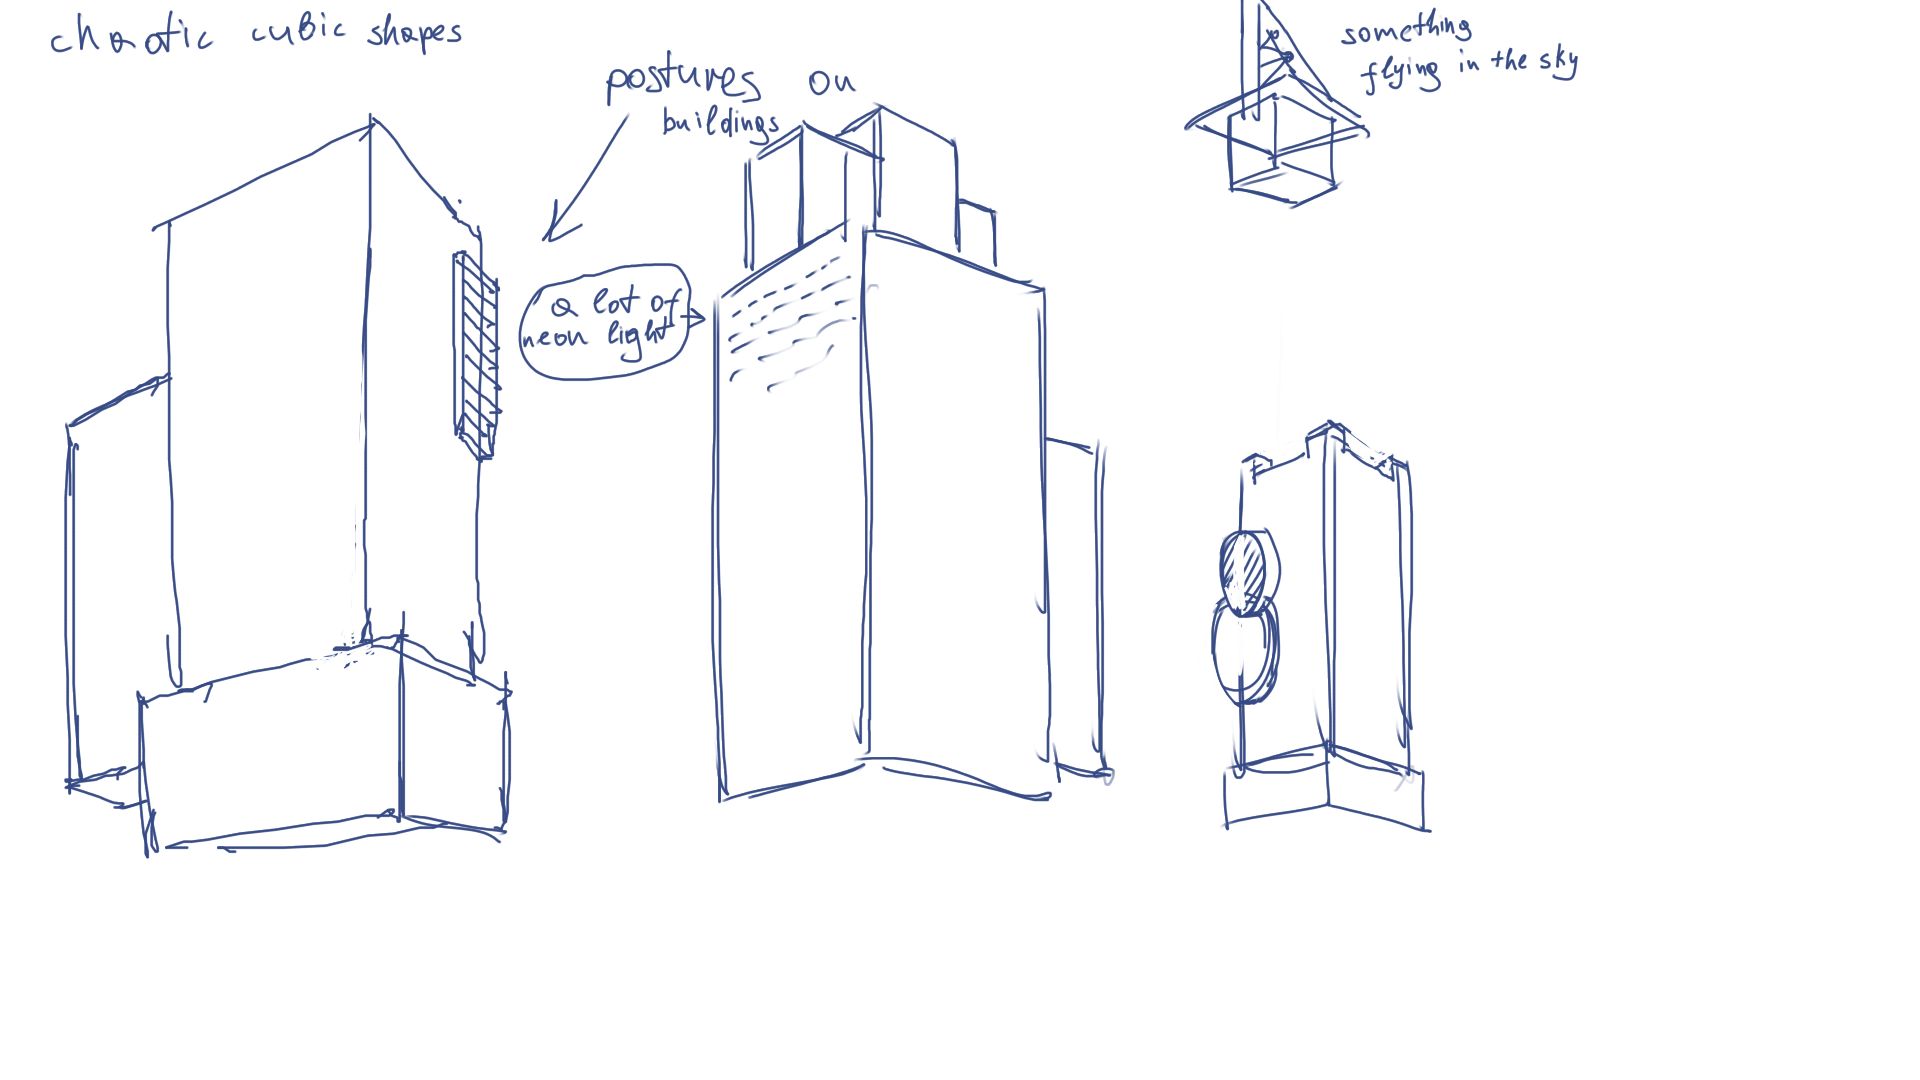 chaotic cubic shapes
postures on
buildings
something
flying in the sky
a lot of
neon light